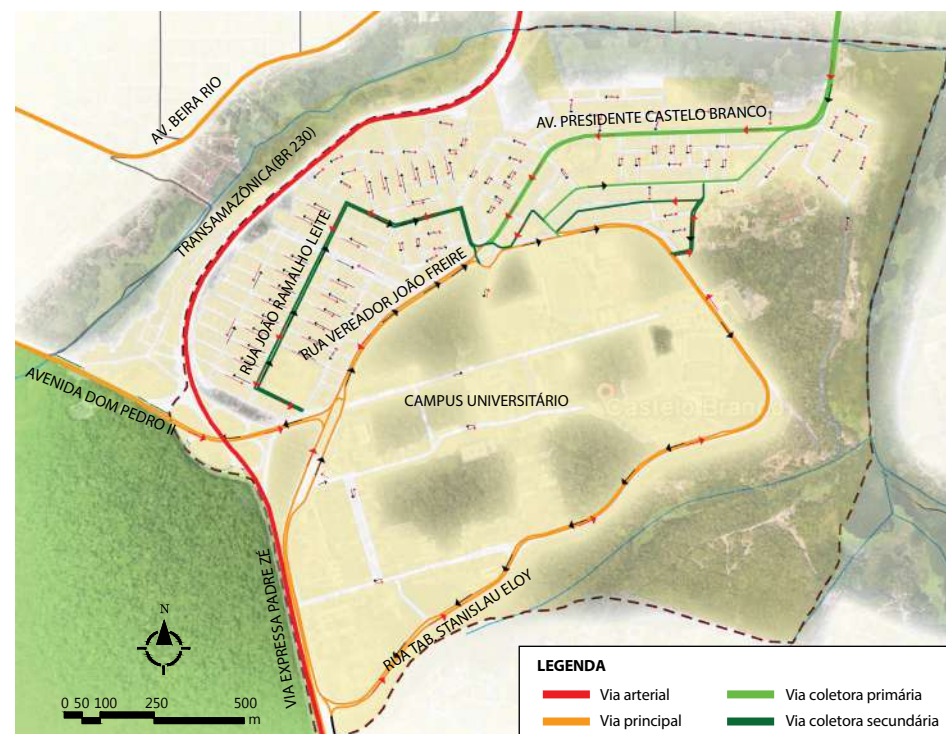 AV. BEIRA RIO
TRANSAMAZÔNICA(BR 230)
AV. PRESIDENTE CASTELO BRANCO
RUA JOÃO RAMALHO LEITE
RUA VEREADOR JOÃO FREIRE
AVENIDA DOM PEDRO II
CAMPUS UNIVERSITÁRIO
Castelo Branco
VIA EXPRESSA PADRE ZÉ
RUA TAB. STANISLAU ELOY
N
0 50 100 250 500
m
LEGENDA
Via arterial
Via coletora primária
Via principal
Via coletora secundária